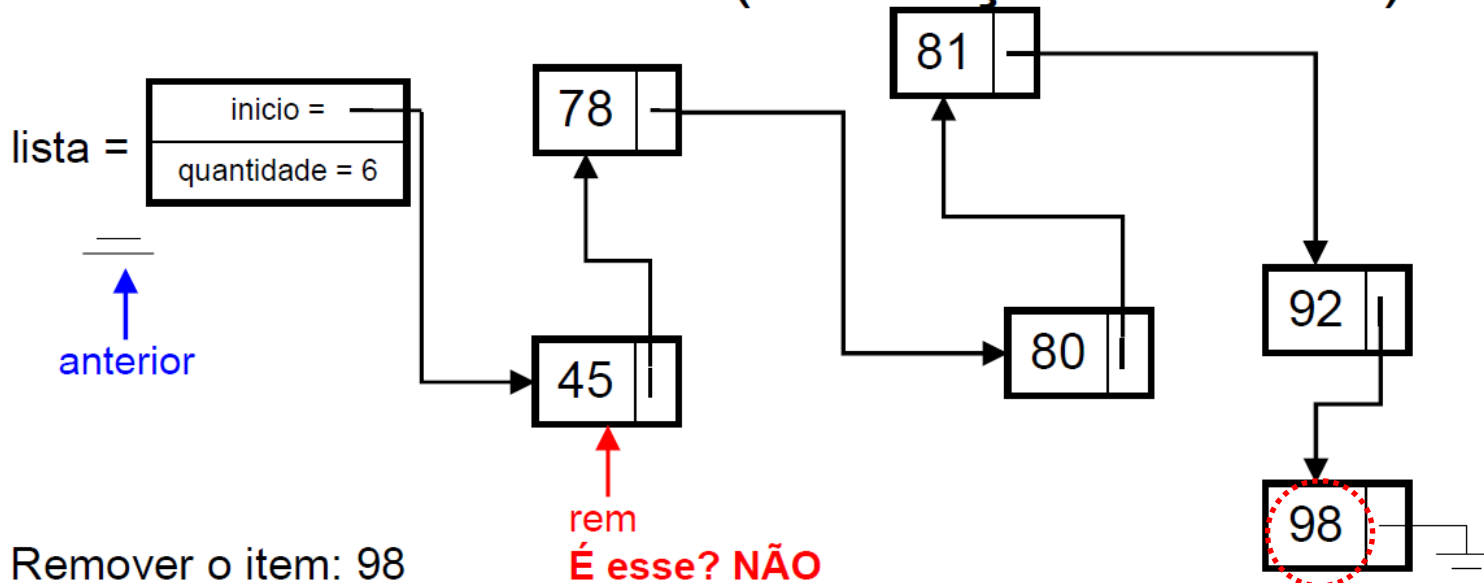 lista =
inicio =
quantidade = 6
anterior
45
78
80
81
92
98
rem
É esse? NÃO
Remover o item: 98